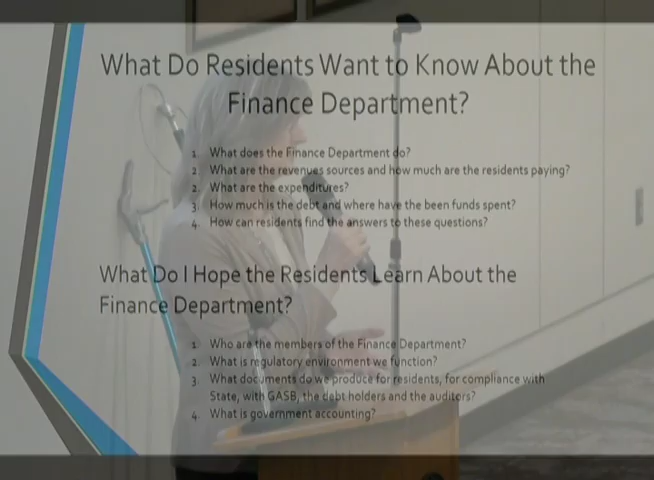 What Do Residents Want to Know About the
Finance Department?
1. What does the Finance Department do?
2. What are the revenues sources and how much are the residents paying?
2. What are the expenditures?
3. How much is the debt and where have the been funds spent?
4. How can residents find the answers to these questions?
What Do I Hope the Residents Learn About the
Finance Department?
1. Who are the members of the Finance Department?
2. What is regulatory environment we function?
3. What documents do we produce for residents, for compliance with
State, with GASB, the debt holders and the auditors?
4. What is government accounting?